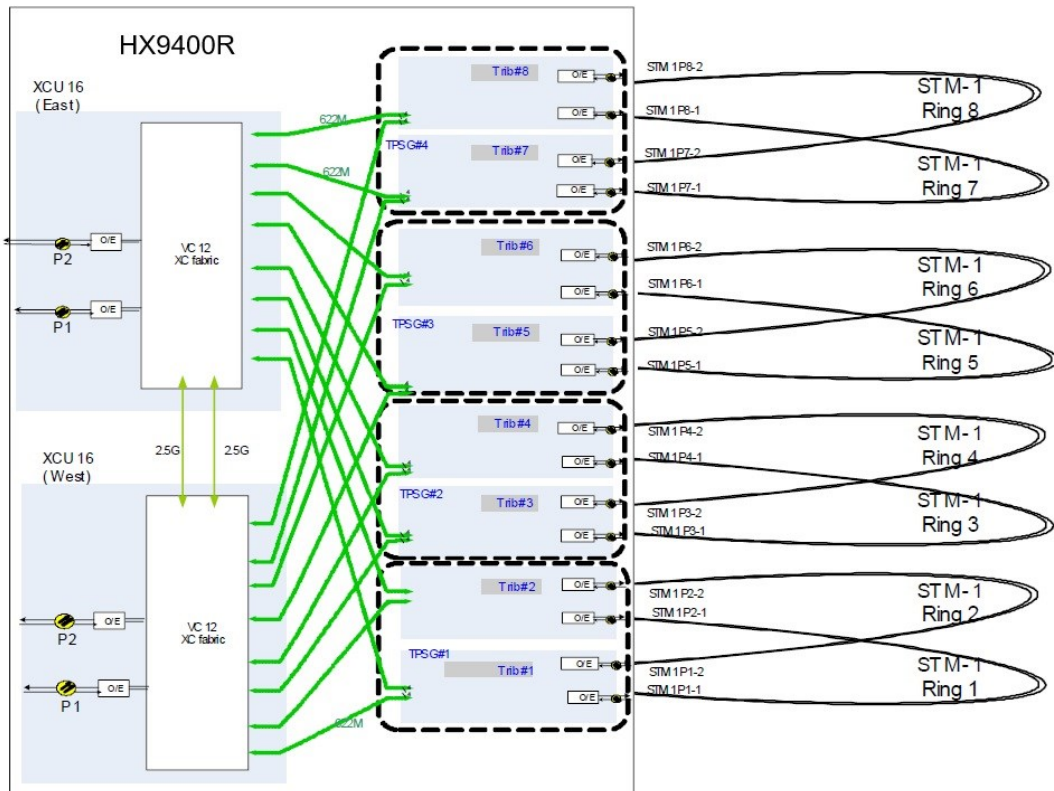 HX9400R
XCU 16
(East)
VC 12
XC fabric
O/E
P2
O/E
P1
2.5G
2.5G
XCU 16
(West)
VC 12
XC fabric
O/E
P2
O/E
P1
622M
622M
622M
Trib#8
O/E
O/E
TPSG#4
Trib#7
O/E
O/E
Trib#6
O/E
O/E
TPSG#3
Trib#5
O/E
O/E
Trib#4
O/E
O/E
TPSG#2
Trib#3
O/E
O/E
Trib#2
O/E
O/E
TPSG#1
Trib#1
O/E
O/E
STM1P8-2
STM1P8-1
STM1P7-2
STM1P7-1
STM-1
Ring 8
STM-1
Ring 7
STM1P6-2
STM1P6-1
STM1P5-2
STM1P5-1
STM-1
Ring 6
STM-1
Ring 5
STM1P4-2
STM1P4-1
STM1P3-2
STM1P3-1
STM-1
Ring 4
STM-1
Ring 3
STM1P2-2
STM1P2-1
STM1P1-2
STM1P1-1
STM-1
Ring 2
STM-1
Ring 1